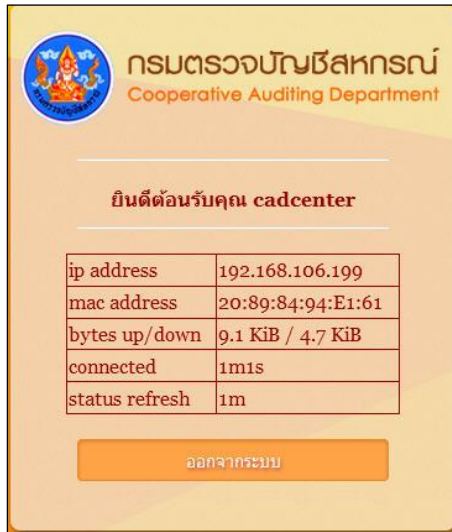 กรมตรวจบัญชีสหกรณ์
Cooperative Auditing Department
ยินดีต้อนรับคุณ cadcenter
ip address 192.168.106.199
mac address 20:89:84:94:E1:61
bytes up/down 9.1 KiB / 4.7 KiB
connected 1m1s
status refresh 1m
ออกจากระบบ